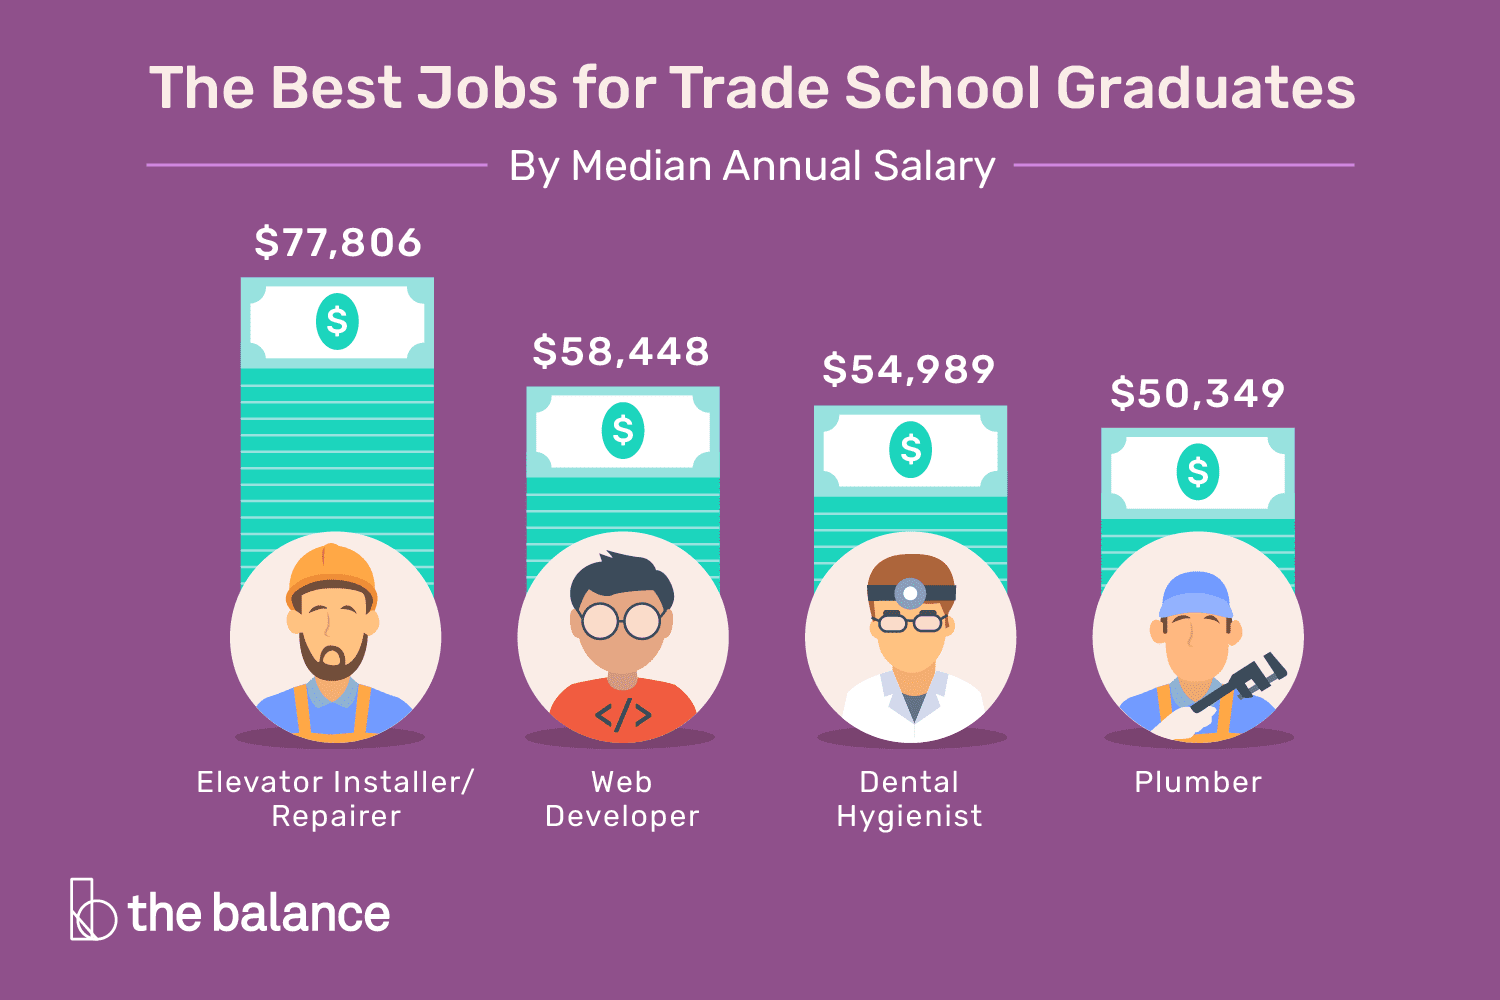 The Best Jobs for Trade School Graduates
By Median Annual Salary
$77,806
$58,448
$54,989
$50,349
$
$
$
$
</>
Elevator Installer/
Repairer
Web
Developer
Dental
Hygienist
Plumber
b the balance